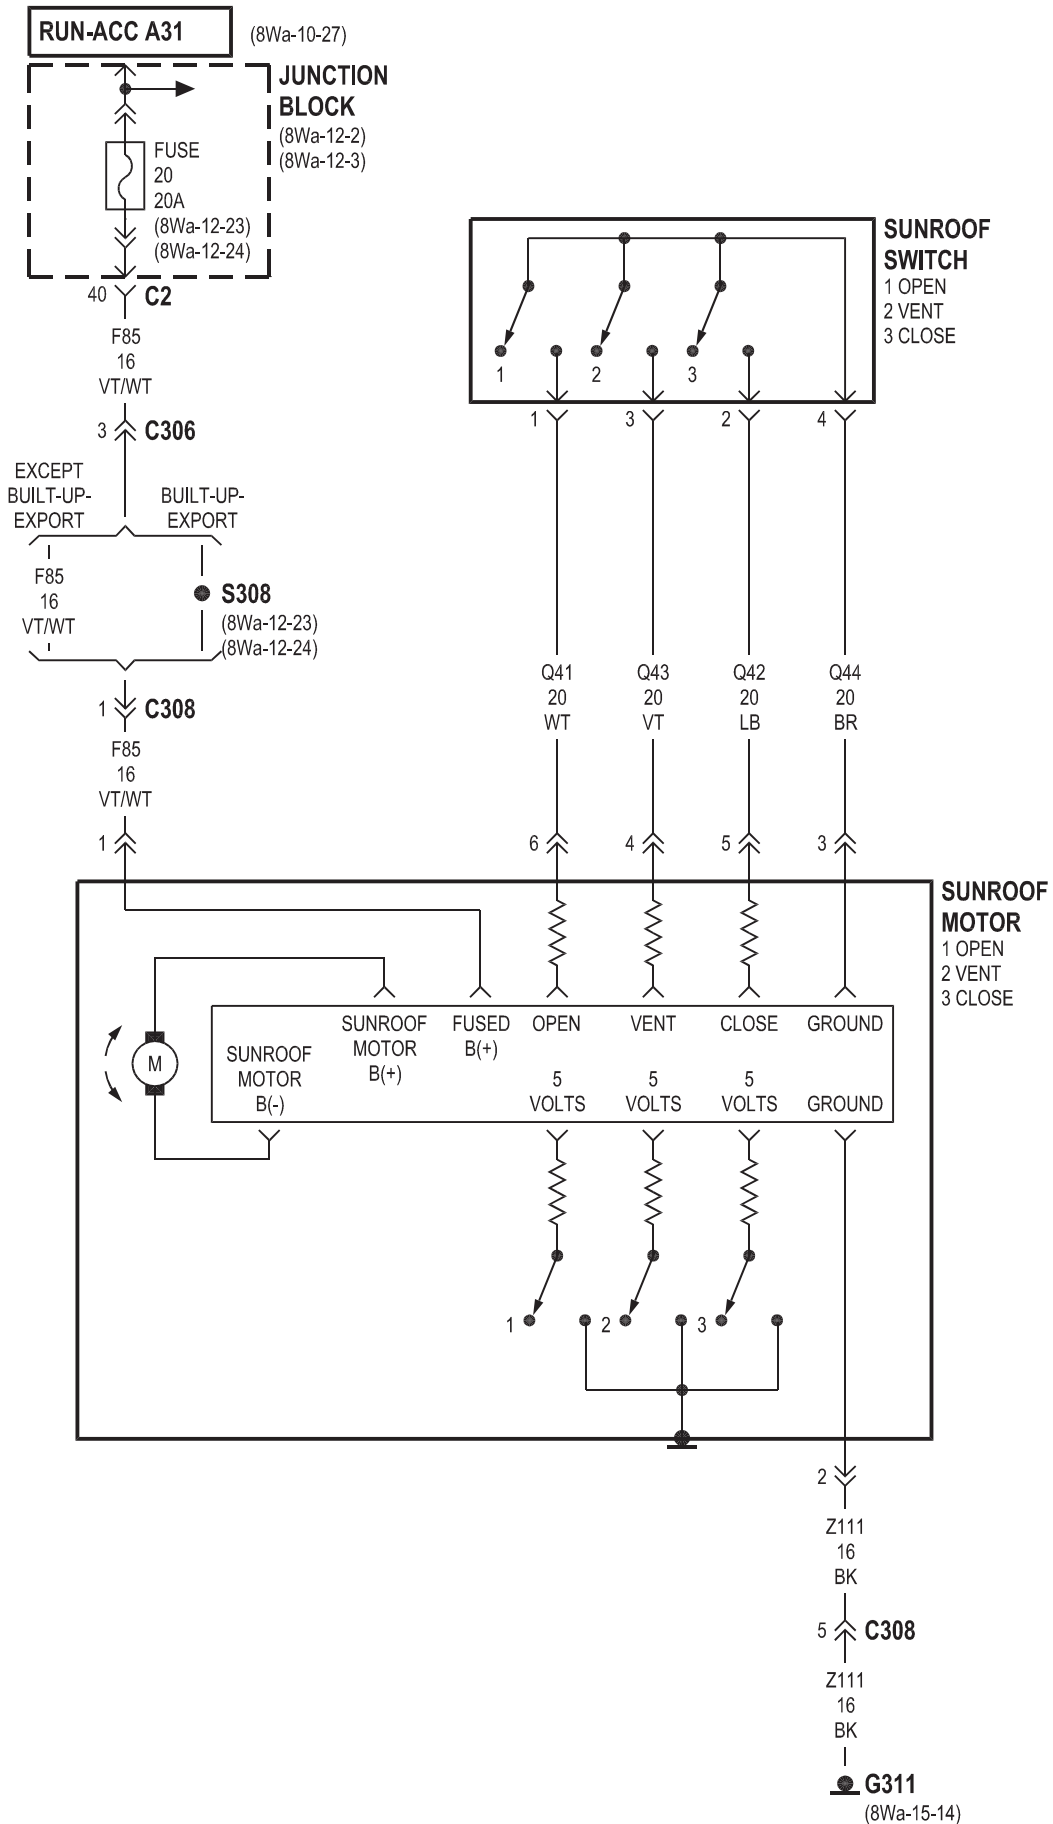 RUN-ACC A31
(8Wa-10-27)
JUNCTION
BLOCK
(8Wa-12-2)
(8Wa-12-3)
FUSE
20
20A
(8Wa-12-23)
(8Wa-12-24)
40
C2
F85
16
VT/WT
3
C306
EXCEPT
BUILT-UP-
EXPORT
BUILT-UP-
EXPORT
F85
16
VT/WT
S308
(8Wa-12-23)
(8Wa-12-24)
1
C308
F85
16
VT/WT
1
SUNROOF
SWITCH
1 OPEN
2 VENT
3 CLOSE
1
2
3
1
3
2
4
Q41
20
WT
Q43
20
VT
Q42
20
LB
Q44
20
BR
6
4
5
3
SUNROOF
MOTOR
1 OPEN
2 VENT
3 CLOSE
M
SUNROOF
MOTOR
B(-)
SUNROOF
MOTOR
B(+)
FUSED
B(+)
OPEN
VENT
CLOSE
GROUND
5
VOLTS
5
VOLTS
5
VOLTS
GROUND
1
2
3
2
Z111
16
BK
5
C308
Z111
16
BK
G311
(8Wa-15-14)